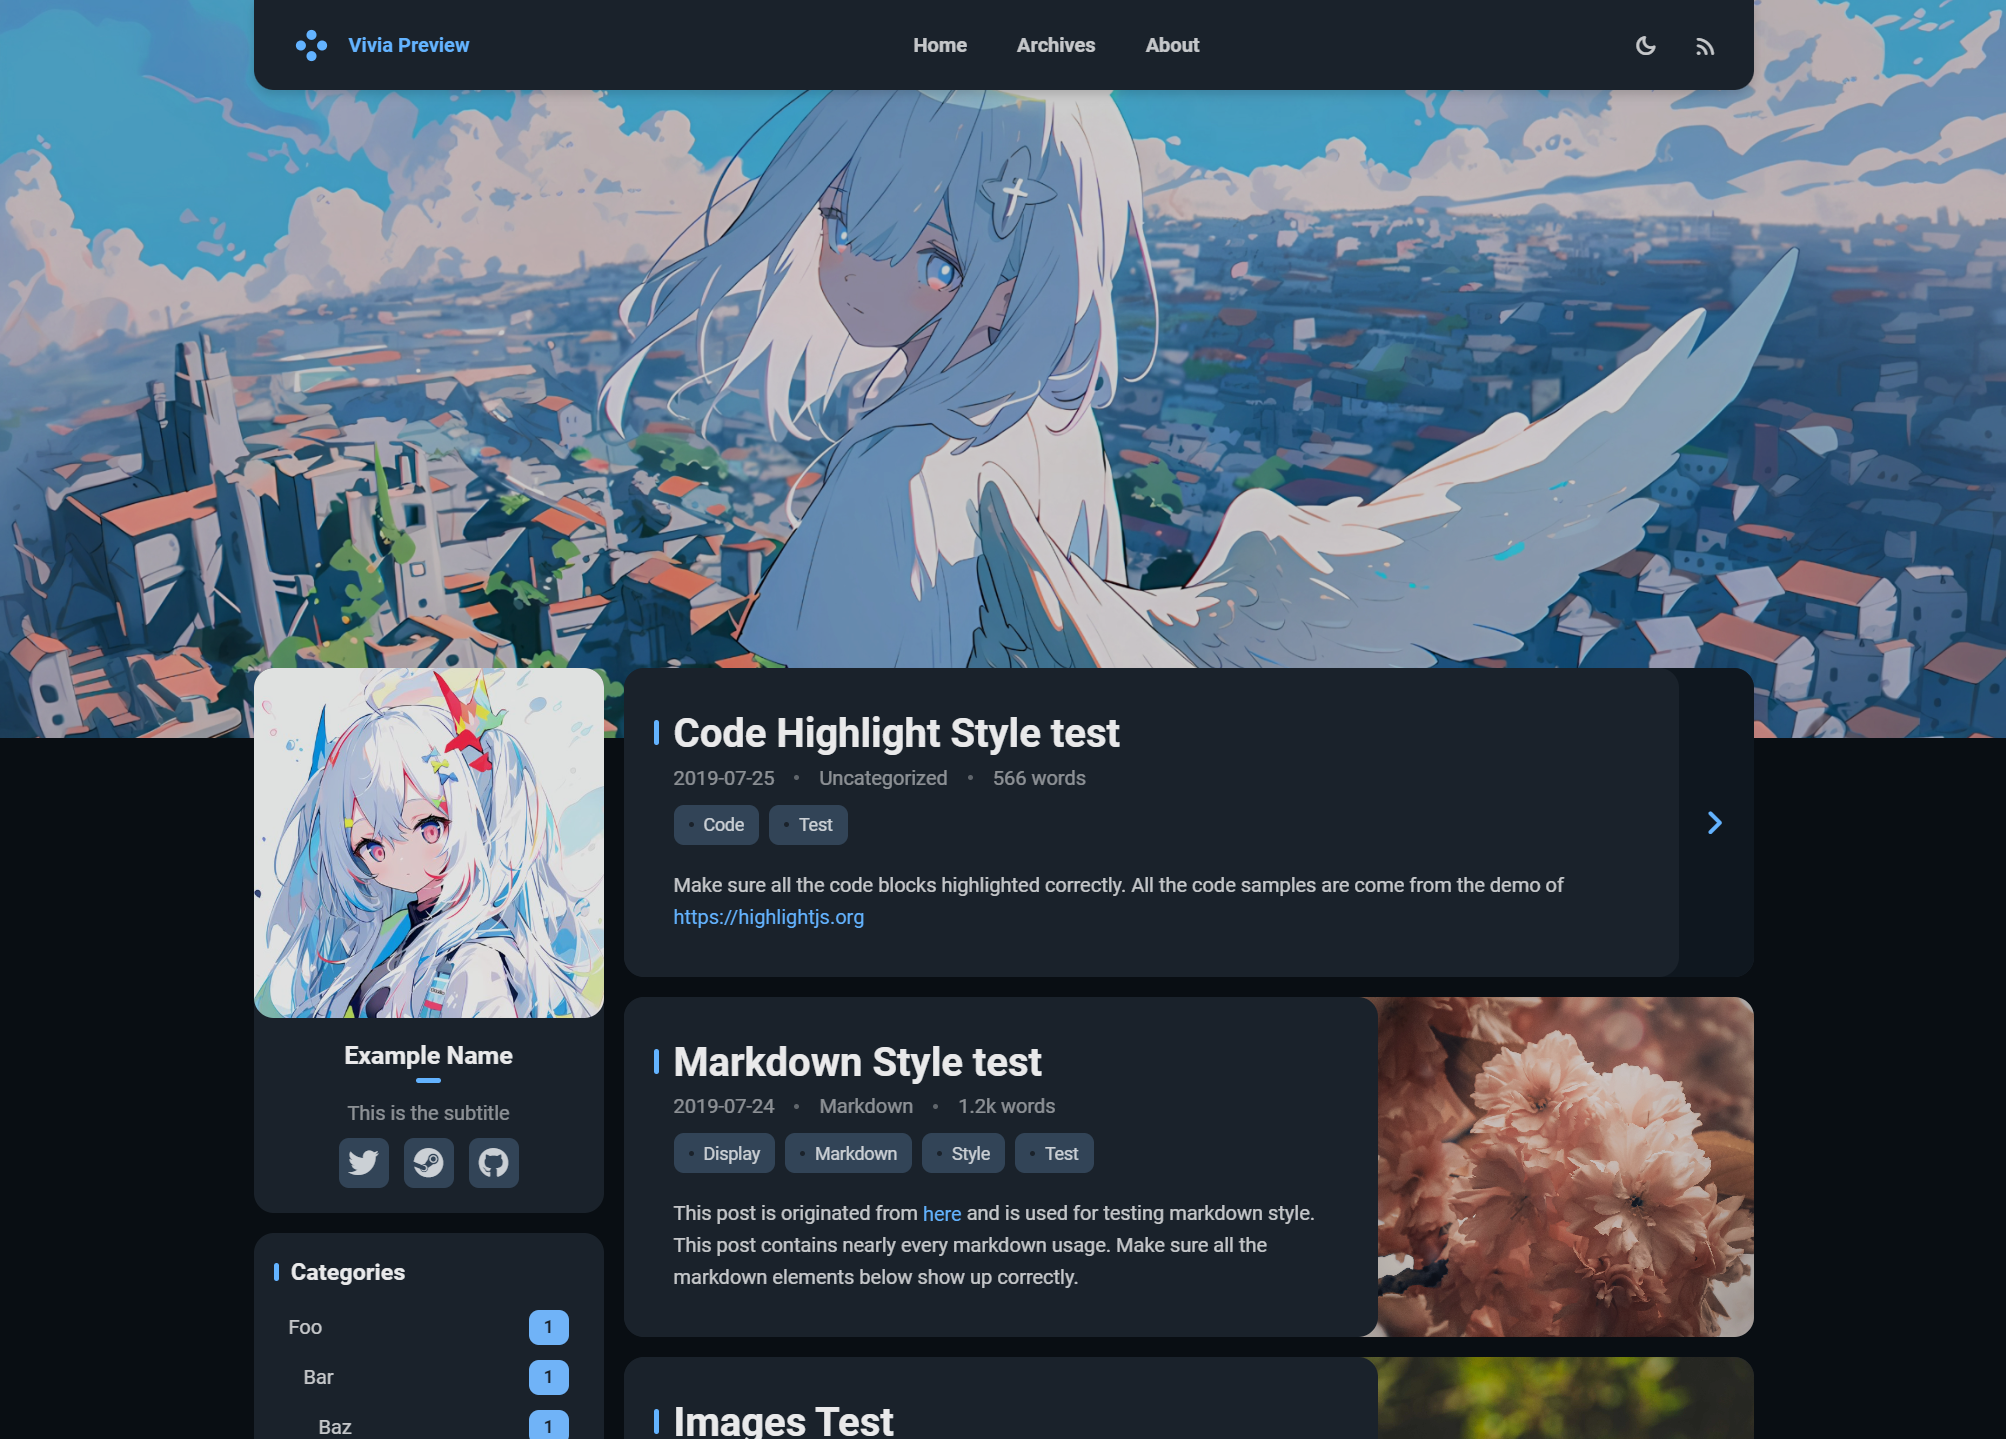 Vivia Preview
Home
Archives
About
Code Highlight Style test
2019-07-25 • Uncategorized • 566 words
• Code • Test
Make sure all the code blocks highlighted correctly. All the code samples are come from the demo of
https://highlightjs.org
Example Name
This is the subtitle
Categories
Foo 1
Bar 1
Baz 1
Markdown Style test
2019-07-24 • Markdown • 1.2k words
• Display • Markdown • Style • Test
This post is originated from here and is used for testing markdown style.
This post contains nearly every markdown usage. Make sure all the
markdown elements below show up correctly.
Images Test